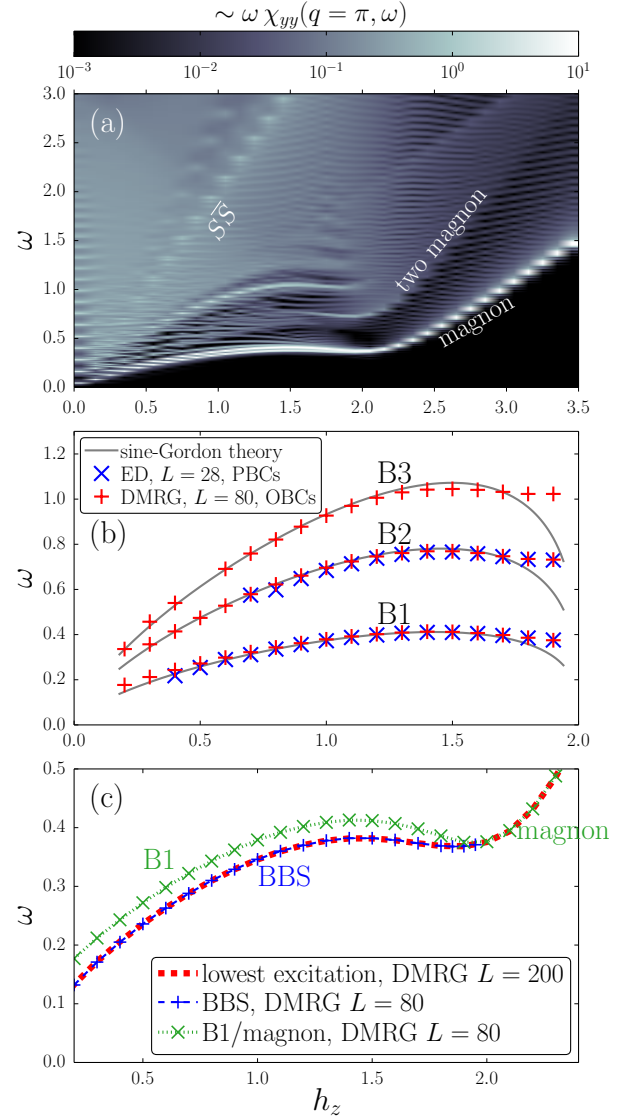 ∼ ω χ_yy(q = π, ω)
10⁻³ 10⁻² 10⁻¹ 10⁰ 10¹
3.0
(a)
2.5
2.0
SS̅
ω
1.5
two magnon
1.0
magnon
0.5
0.0
0.0 0.5 1.0 1.5 2.0 2.5 3.0 3.5
1.2
sine-Gordon theory
ED, L = 28, PBCs
DMRG, L = 80, OBCs
B3
1.0
(b)
0.8
B2
ω
0.6
B1
0.4
0.2
0.0
0.0 0.5 1.0 1.5 2.0
0.5
(c)
0.4
magnon
B1
BBS
0.3
ω
0.2
lowest excitation, DMRG L = 200
BBS, DMRG L = 80
B1/magnon, DMRG L = 80
0.1
0.0
0.5 1.0 1.5 2.0
h_z